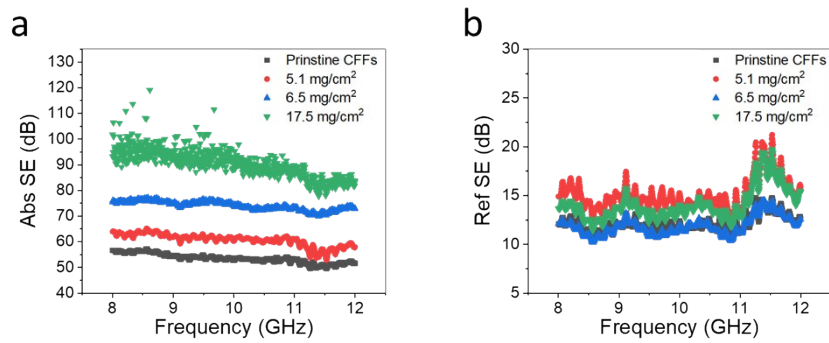 a
130
120
110
100
90
80
70
60
50
40
Abs SE (dB)
Prinstine CFFs
5.1 mg/cm²
6.5 mg/cm²
17.5 mg/cm²
8 9 10 11 12
Frequency (GHz)
b
30
25
20
15
10
5
Ref SE (dB)
Prinstine CFFs
5.1 mg/cm²
6.5 mg/cm²
17.5 mg/cm²
8 9 10 11 12
Frequency (GHz)